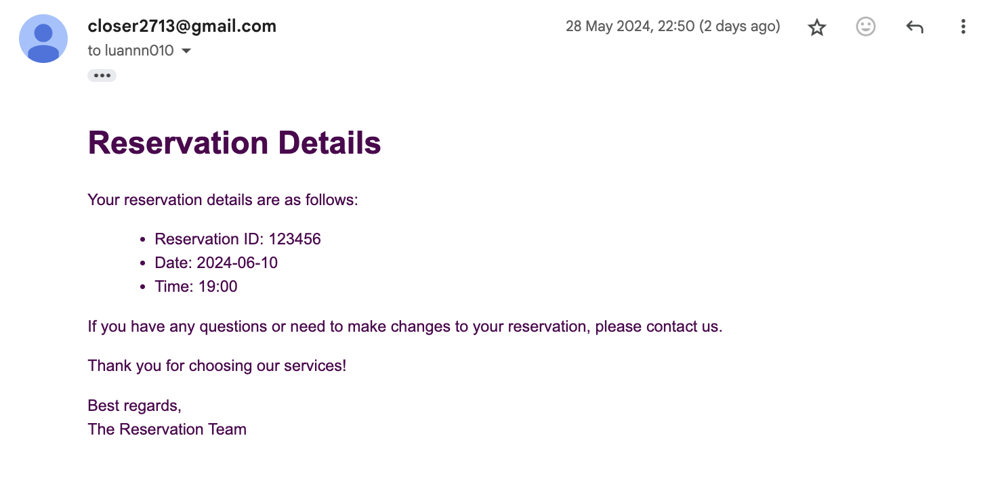 closer2713@gmail.com
28 May 2024, 22:50 (2 days ago)
to luannn010
Reservation Details
Your reservation details are as follows:
• Reservation ID: 123456
• Date: 2024-06-10
• Time: 19:00
If you have any questions or need to make changes to your reservation, please contact us.
Thank you for choosing our services!
Best regards,
The Reservation Team